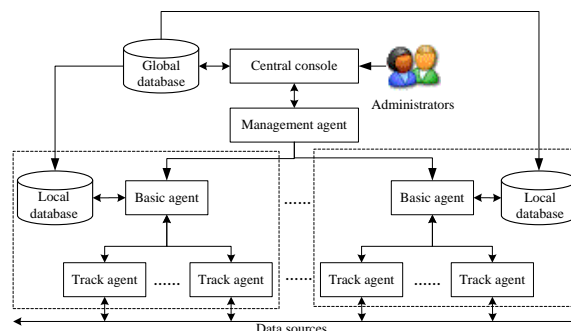 Global
database
Central console
Administrators
Management agent
Local
database
Basic agent
......
Basic agent
Local
database
Track agent
......
Track agent
......
Track agent
......
Track agent
Data sources